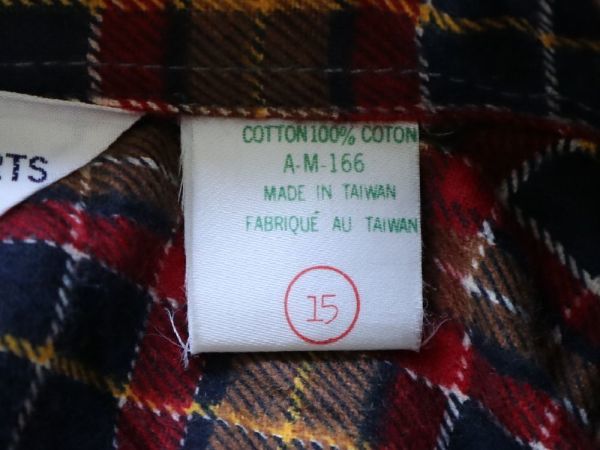 COTTON 100% COTON
A-M-166
MADE IN TAIWAN
FABRIQUÉ AU TAIWAN
15
RTS